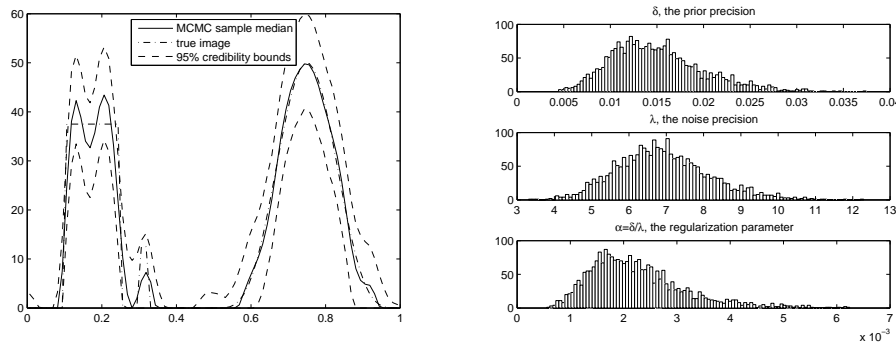 MCMC sample median
true image
95% credibility bounds
60
50
40
30
20
10
0
0 0.2 0.4 0.6 0.8 1
δ, the prior precision
100
50
0
0 0.005 0.01 0.015 0.02 0.025 0.03 0.035 0.04
λ, the noise precision
100
50
0
3 4 5 6 7 8 9 10 11 12 13
α=δ/λ, the regularization parameter
100
50
0
0 1 2 3 4 5 6 7
x 10⁻³